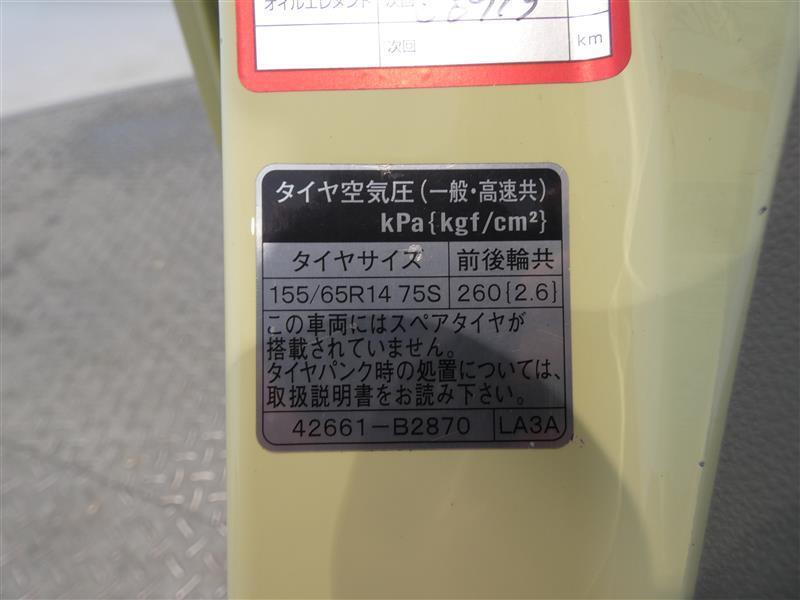 オイルエレメント 次回:
次回 km
タイヤ空気圧(一般・高速共)
kPa{kgf/cm²}
タイヤサイズ 前後輪共
155/65R14 75S 260{2.6}
この車両にはスペアタイヤが
搭載されていません。
タイヤパンク時の処置については、
取扱説明書をお読み下さい。
42661-B2870 LA3A